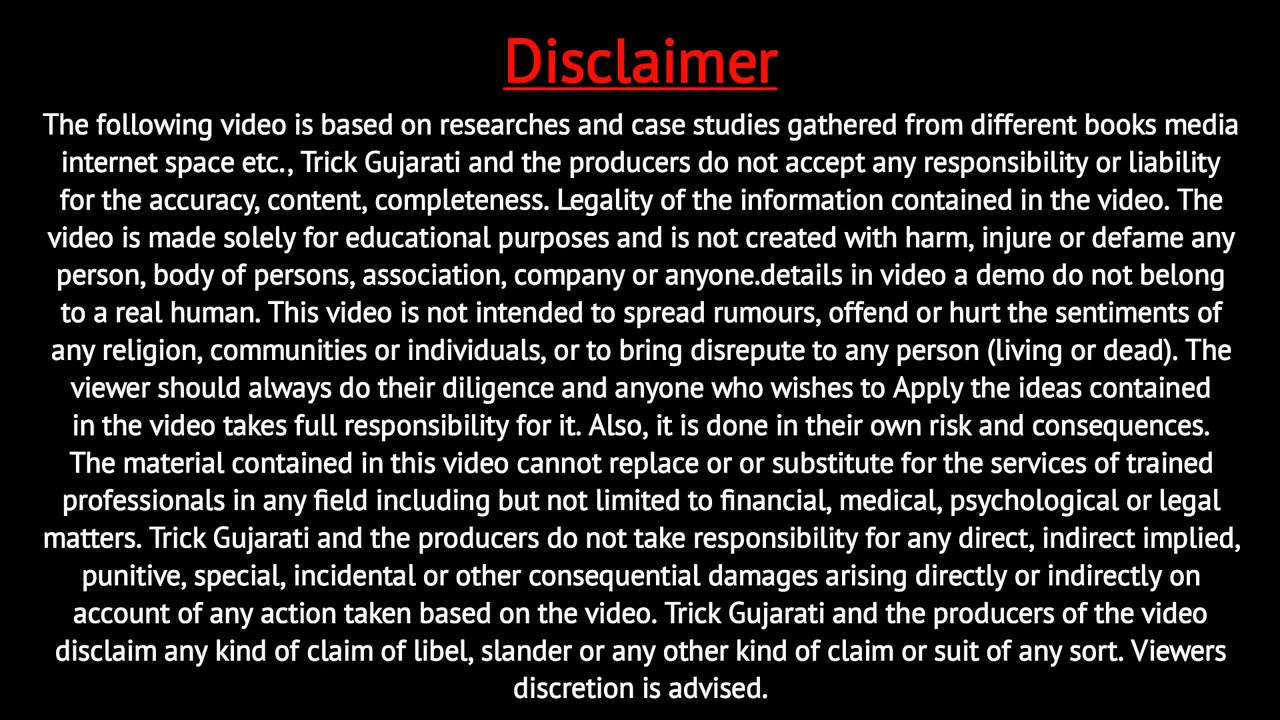 Disclaimer
The following video is based on researches and case studies gathered from different books media
internet space etc., Trick Gujarati and the producers do not accept any responsibility or liability
for the accuracy, content, completeness. Legality of the information contained in the video. The
video is made solely for educational purposes and is not created with harm, injure or defame any
person, body of persons, association, company or anyone.details in video a demo do not belong
to a real human. This video is not intended to spread rumours, offend or hurt the sentiments of
any religion, communities or individuals, or to bring disrepute to any person (living or dead). The
viewer should always do their diligence and anyone who wishes to Apply the ideas contained
in the video takes full responsibility for it. Also, it is done in their own risk and consequences.
The material contained in this video cannot replace or or substitute for the services of trained
professionals in any field including but not limited to financial, medical, psychological or legal
matters. Trick Gujarati and the producers do not take responsibility for any direct, indirect implied,
punitive, special, incidental or other consequential damages arising directly or indirectly on
account of any action taken based on the video. Trick Gujarati and the producers of the video
disclaim any kind of claim of libel, slander or any other kind of claim or suit of any sort. Viewers
discretion is advised.